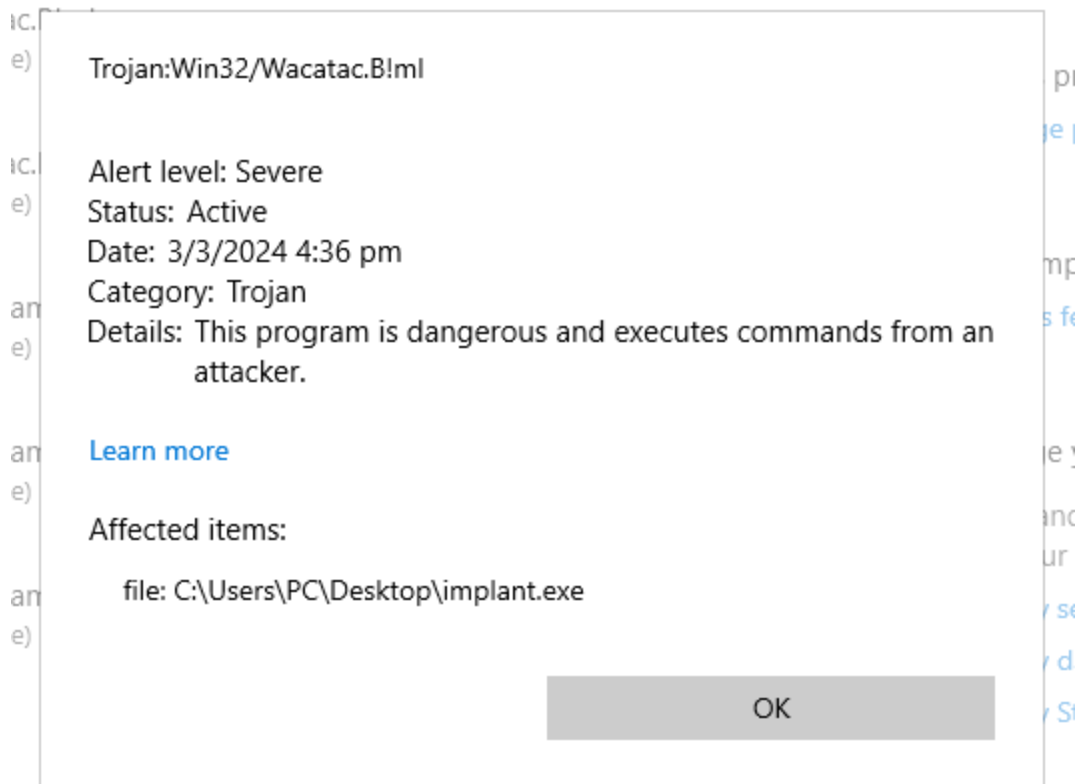 Trojan:Win32/Wacatac.B!ml
Alert level: Severe
Status: Active
Date: 3/3/2024 4:36 pm
Category: Trojan
Details: This program is dangerous and executes commands from an
attacker.
Learn more
Affected items:
file: C:\Users\PC\Desktop\implant.exe
OK